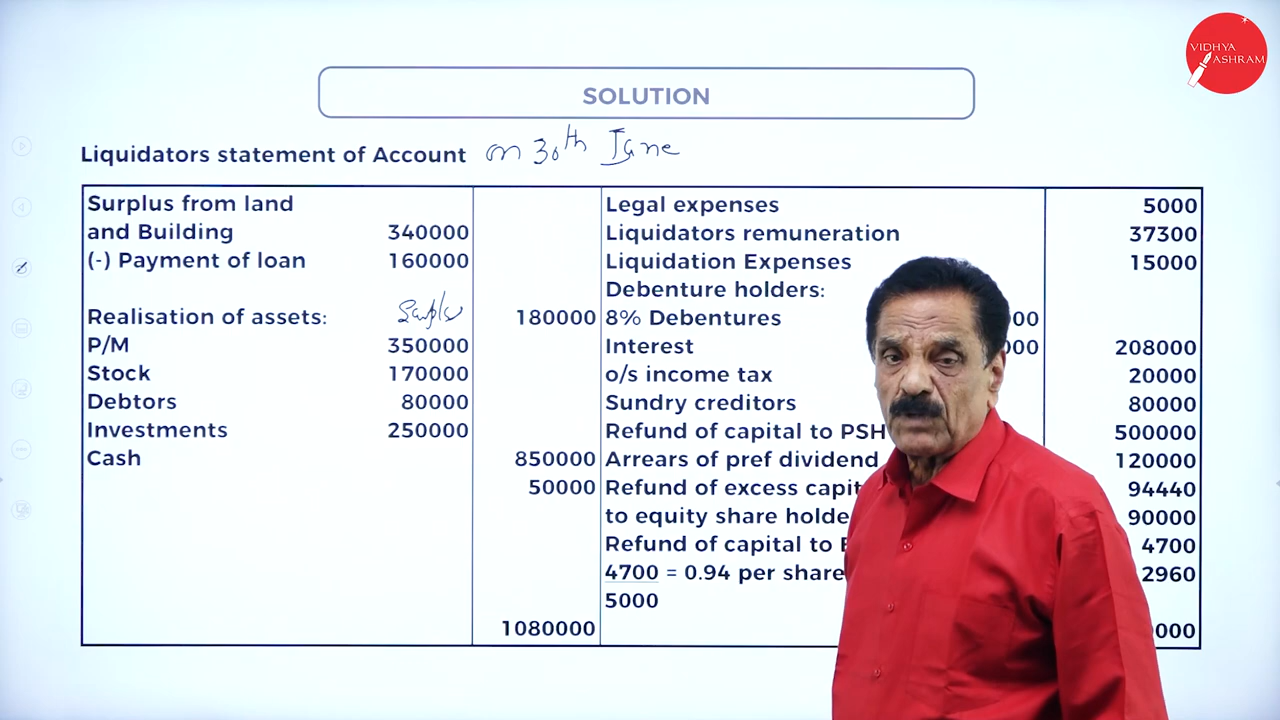 VIDHYA
ASHRAM
SOLUTION
Liquidators statement of Account on 30th June
Surplus from land
and Building 340000
(-) Payment of loan 160000
180000
Realisation of assets:
P/M 350000
Stock 170000
Debtors 80000
Investments 250000
850000
Cash 50000
1080000
Legal expenses 5000
Liquidators remuneration 37300
Liquidation Expenses 15000
Debenture holders:
8% Debentures 00
Interest 000 208000
o/s income tax 20000
Sundry creditors 80000
Refund of capital to PSH 500000
Arrears of pref dividend 120000
Refund of excess 94440
to equity share 90000
Refund of capital to 4700
4700 = 0.94 per share 2960
5000
000